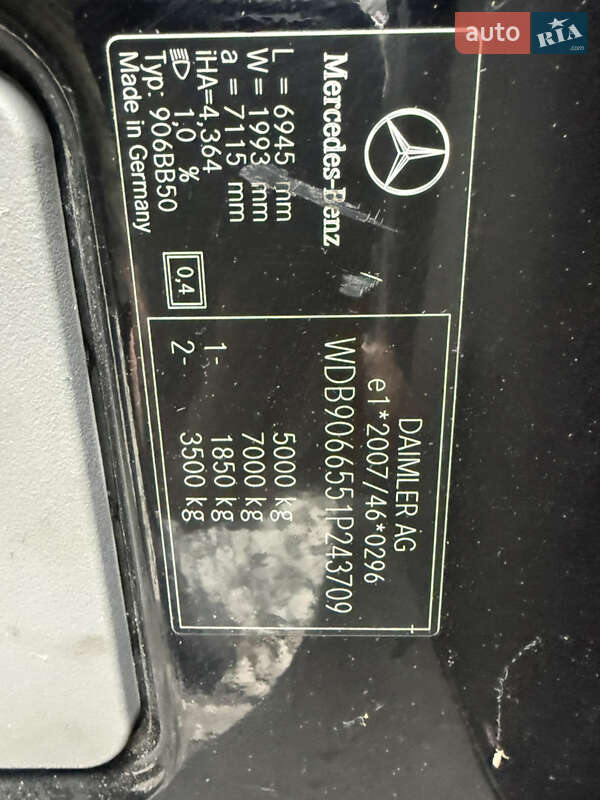 auto RIA .com
Mercedes-Benz
L = 6945 mm
W = 1993 mm
a = 7115 mm
iHA=4,364
1,0 %
Typ: 906BB50
Made in Germany
0,4
DAIMLER AG
e1*2007/46*0296
WDB9066551P243709
5000 kg
7000 kg
1- 1850 kg
2- 3500 kg